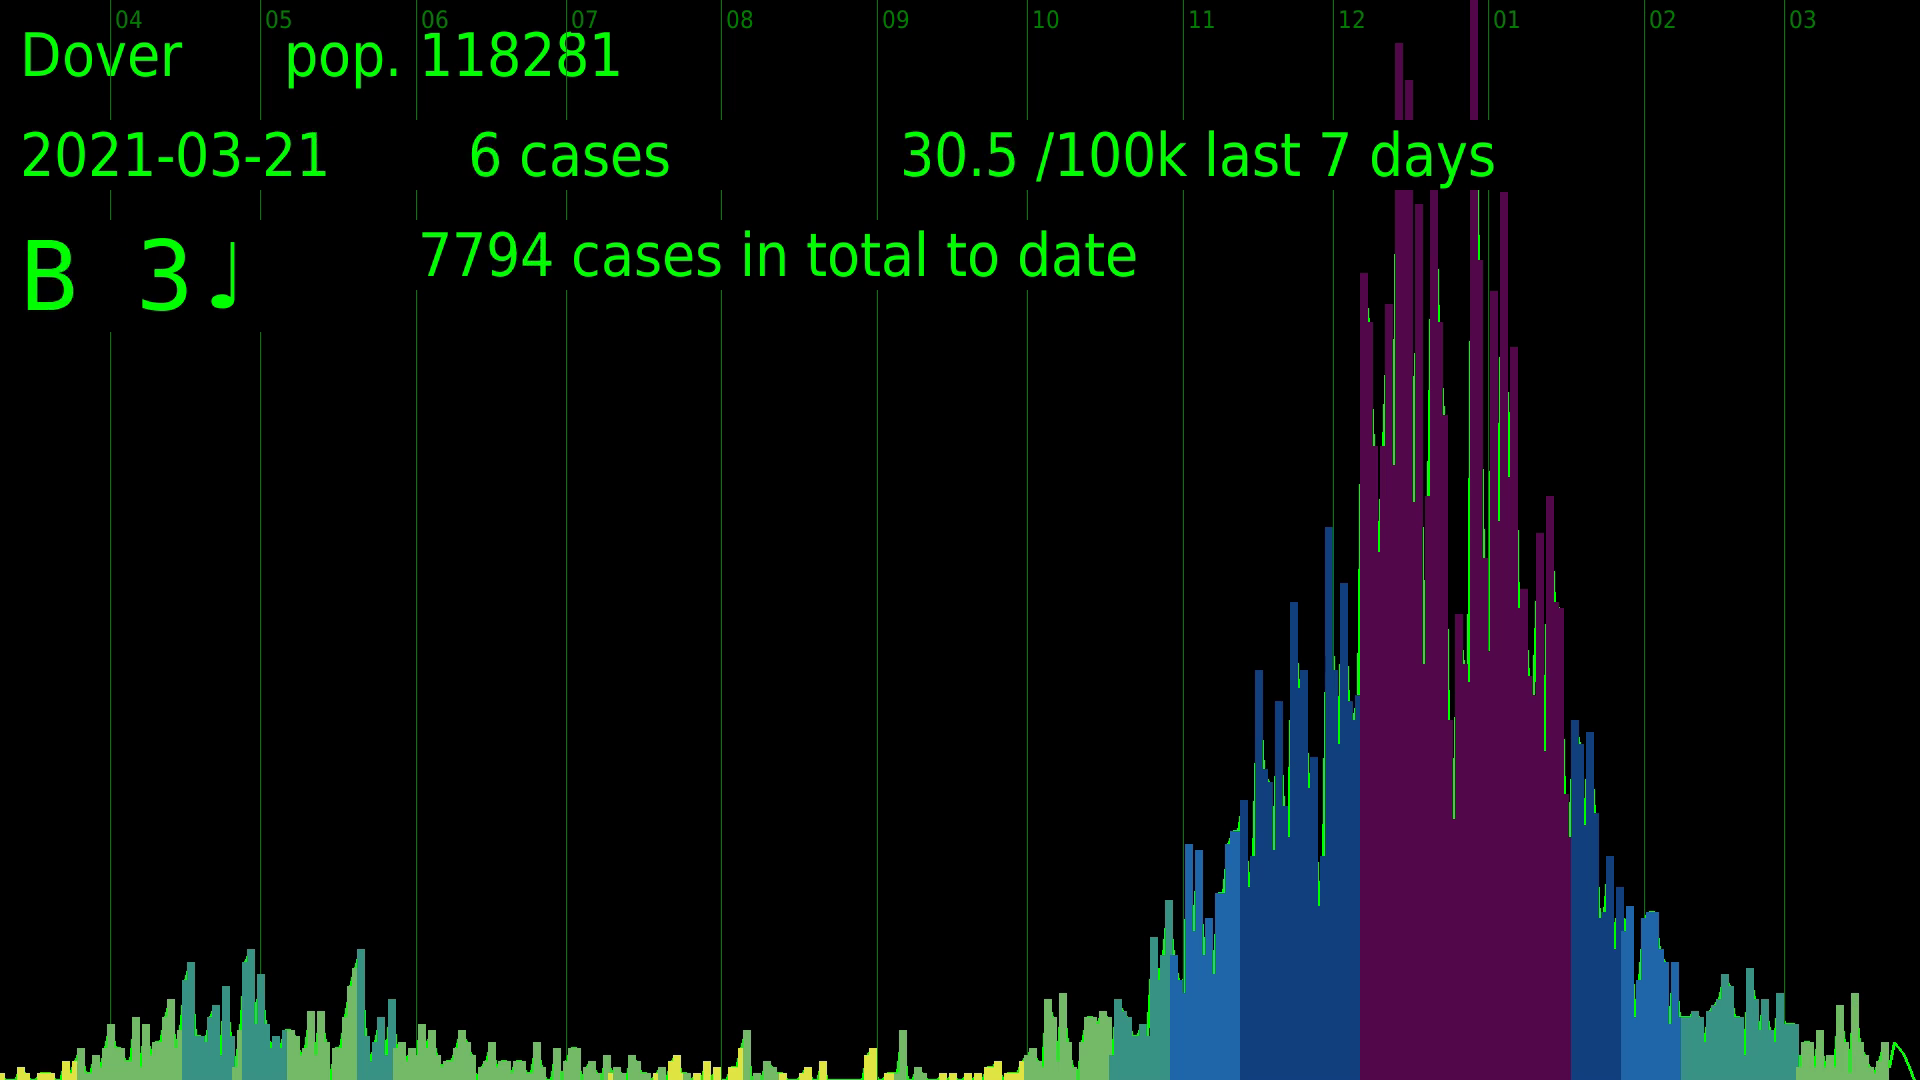 04 05 06 07 08 09 10 11 12 01 02 03
Dover pop. 118281
2021-03-21 6 cases 30.5 /100k last 7 days
B 3♩ 7794 cases in total to date